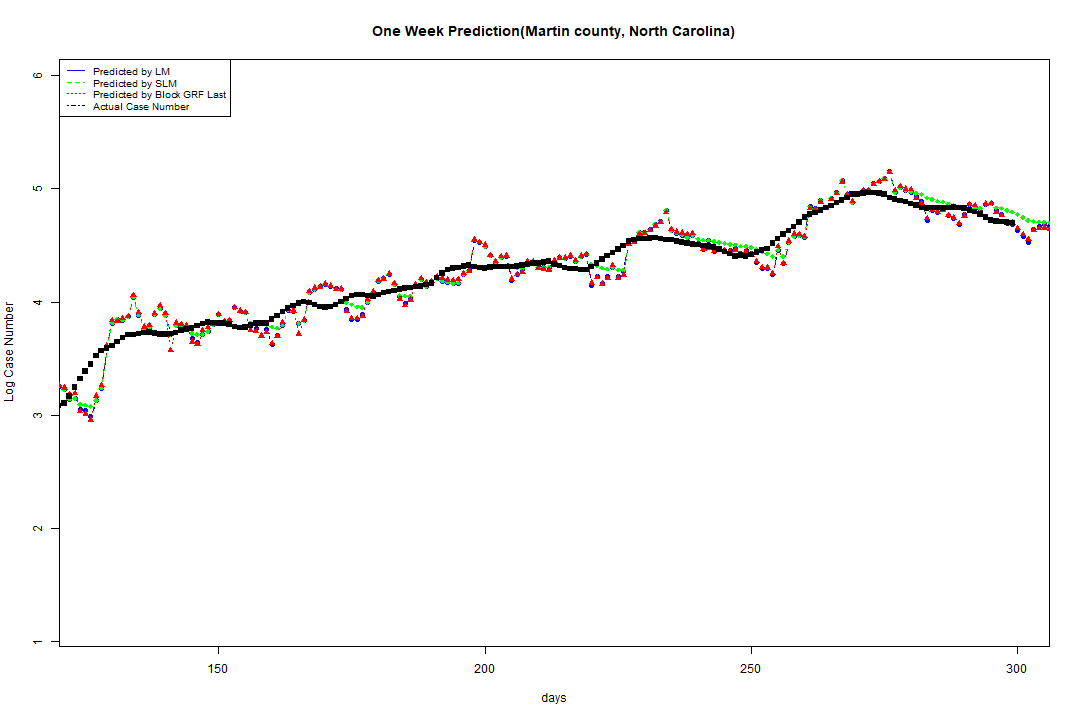 One Week Prediction(Martin county, North Carolina)
Predicted by LM
Predicted by SLM
Predicted by Block GRF Last
Actual Case Number
6
5
4
3
2
1
Log Case Number
150
200
250
300
days